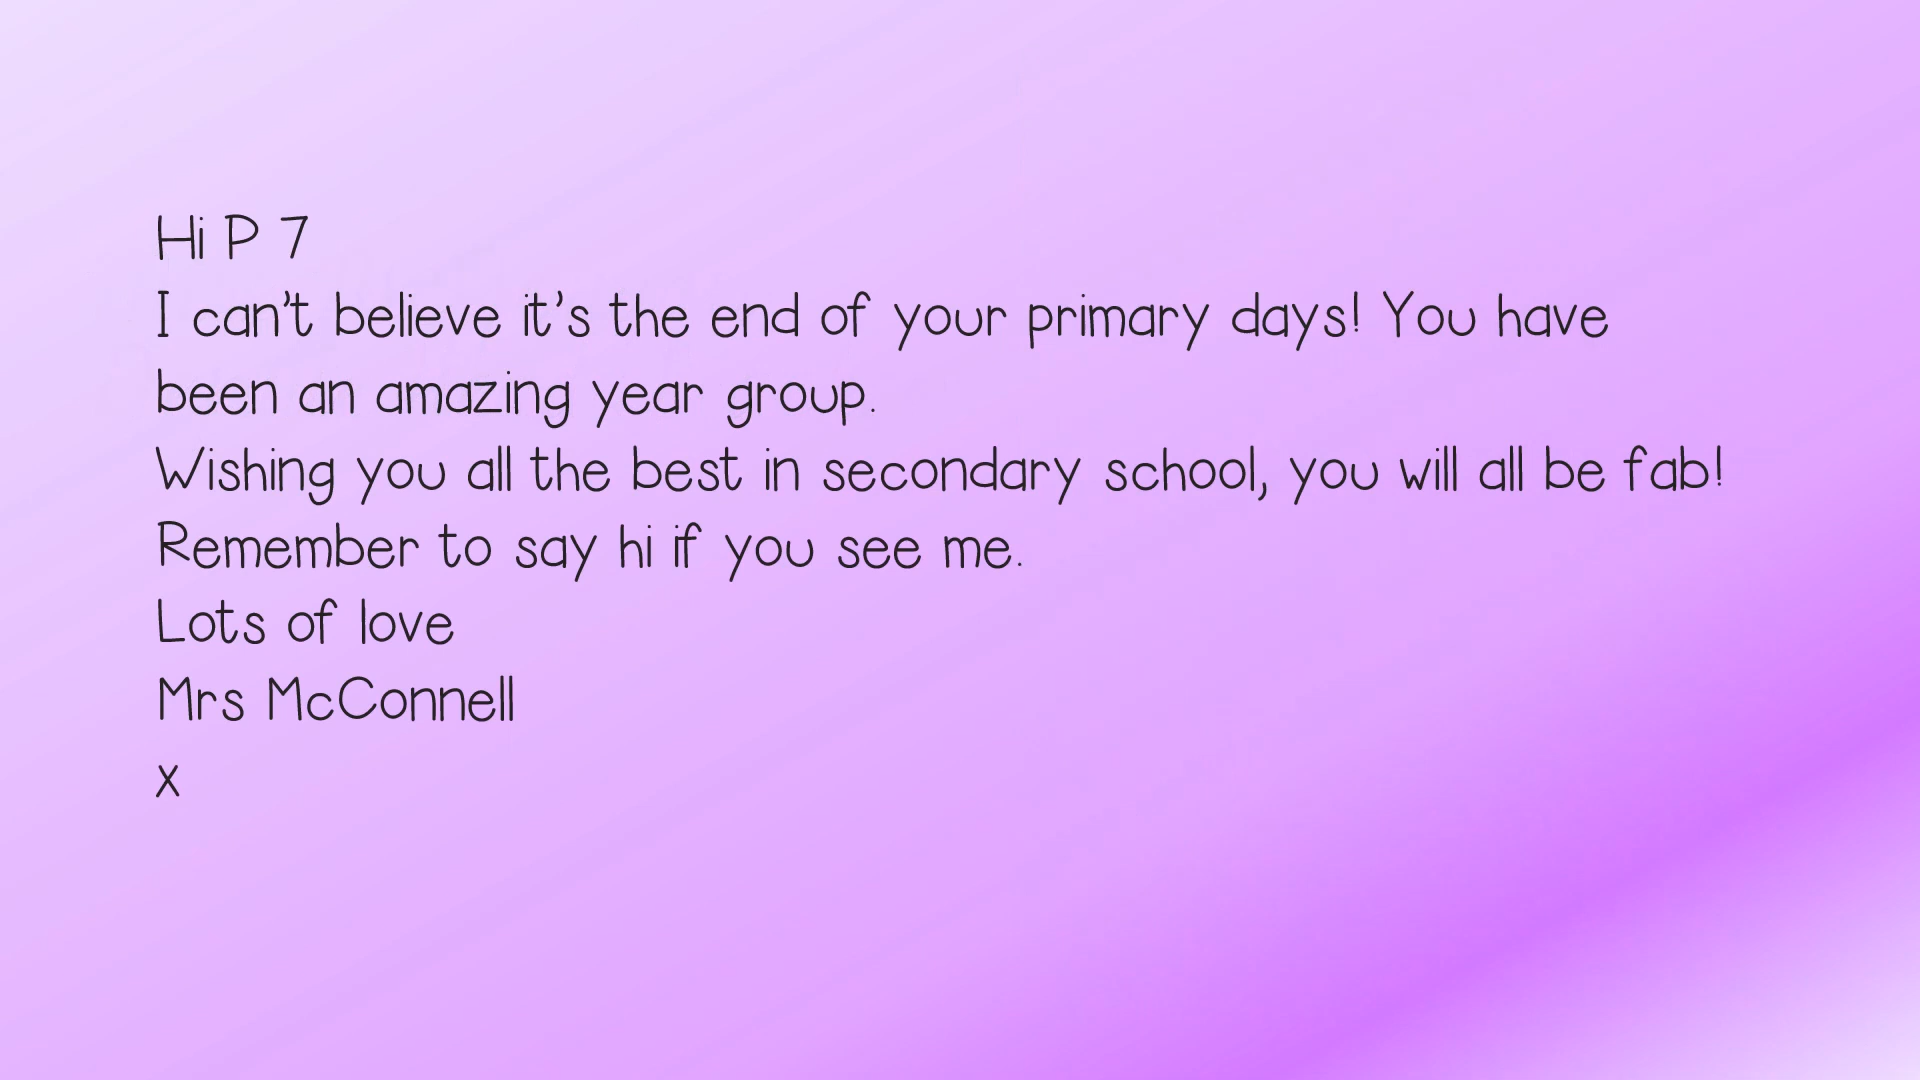 Hi P 7
I can't believe it's the end of your primary days! You have
been an amazing year group.
Wishing you all the best in secondary school, you will all be fab!
Remember to say hi if you see me.
Lots of love
Mrs McConnell
x